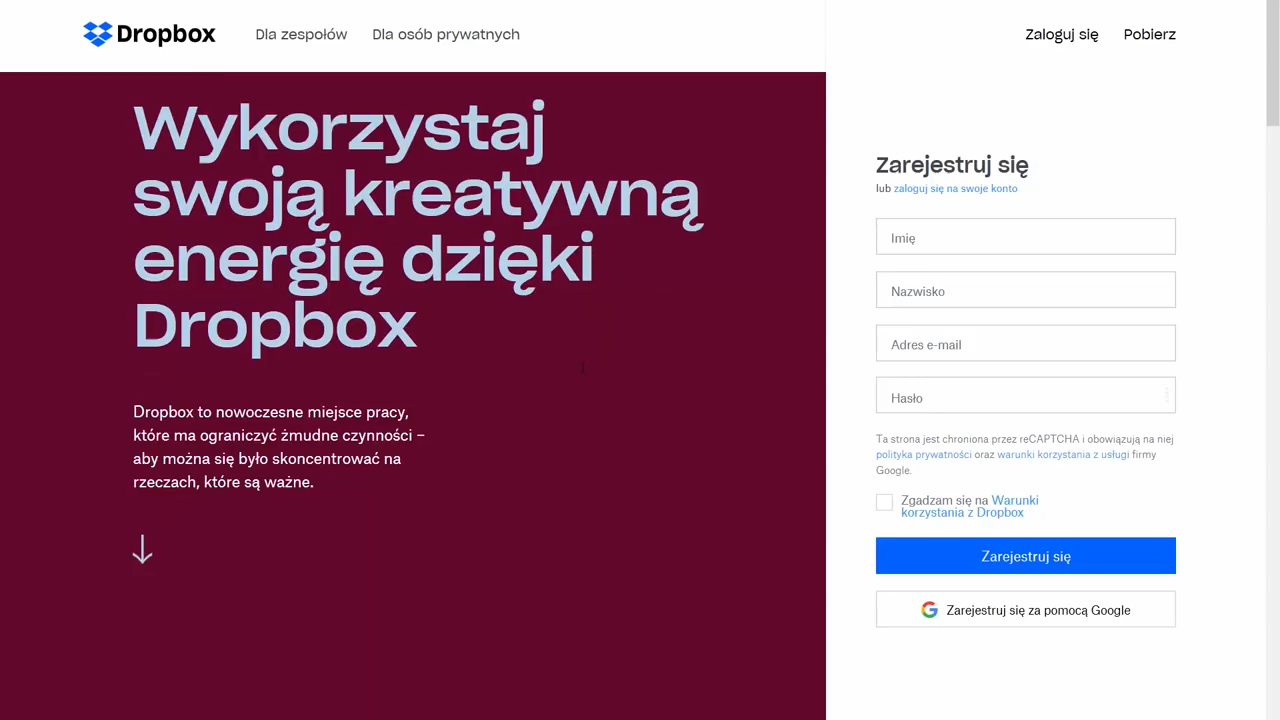 Dropbox
Dla zespołów
Dla osób prywatnych
Zaloguj się
Pobierz
Wykorzystaj
swoją kreatywną
energię dzięki
Dropbox
Dropbox to nowoczesne miejsce pracy,
które ma ograniczyć żmudne czynności –
aby można się było skoncentrować na
rzeczach, które są ważne.
Zarejestruj się
lub zaloguj się na swoje konto
Imię
Nazwisko
Adres e-mail
Hasło
Ta strona jest chroniona przez reCAPTCHA i obowiązują na niej
polityka prywatności oraz warunki korzystania z usługi firmy
Google.
Zgadzam się na Warunki
korzystania z Dropbox
Zarejestruj się
Zarejestruj się za pomocą Google